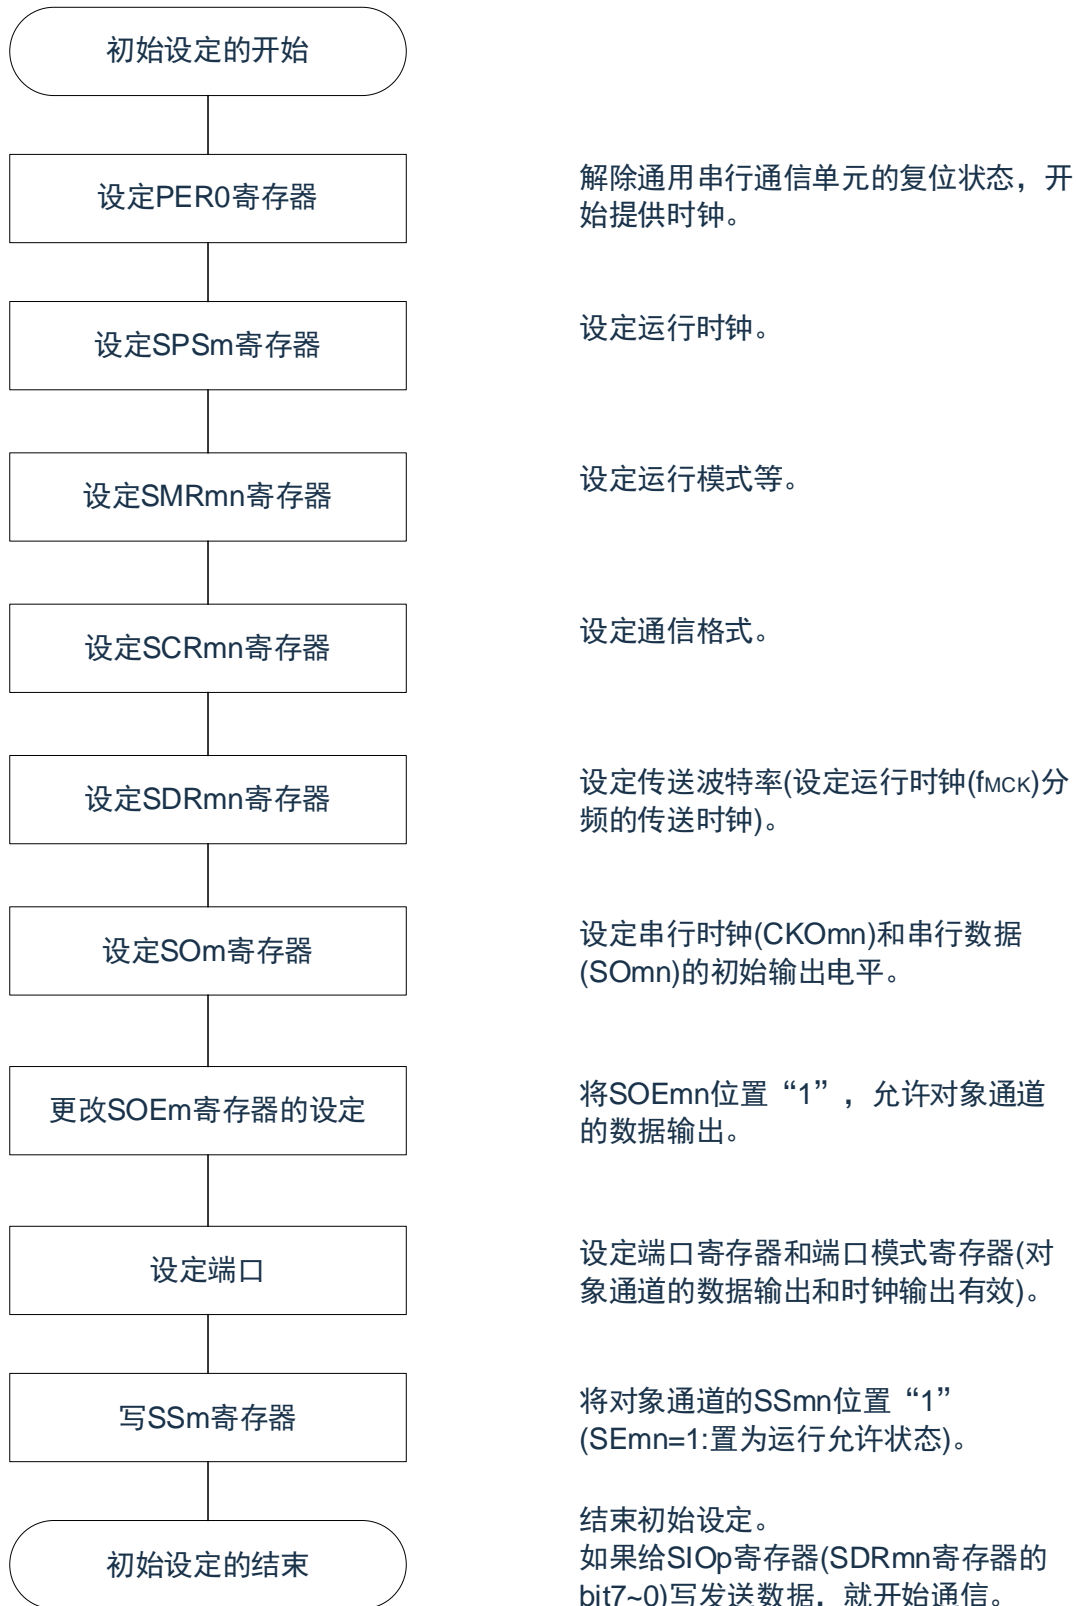 初始设定的开始
设定PER0寄存器
解除通用串行通信单元的复位状态，开
始提供时钟。
设定SPSm寄存器
设定运行时钟。
设定SMRmn寄存器
设定运行模式等。
设定SCRmn寄存器
设定通信格式。
设定SDRmn寄存器
设定传送波特率(设定运行时钟(fMCK)分
频的传送时钟)。
设定SOm寄存器
设定串行时钟(CKOmn)和串行数据
(SOmn)的初始输出电平。
更改SOEm寄存器的设定
将SOEmn位置“1”，允许对象通道
的数据输出。
设定端口
设定端口寄存器和端口模式寄存器(对
象通道的数据输出和时钟输出有效)。
写SSm寄存器
将对象通道的SSmn位置“1”
(SEmn=1:置为运行允许状态)。
初始设定的结束
结束初始设定。
如果给SIOp寄存器(SDRmn寄存器的
bit7~0)写发送数据，就开始通信。